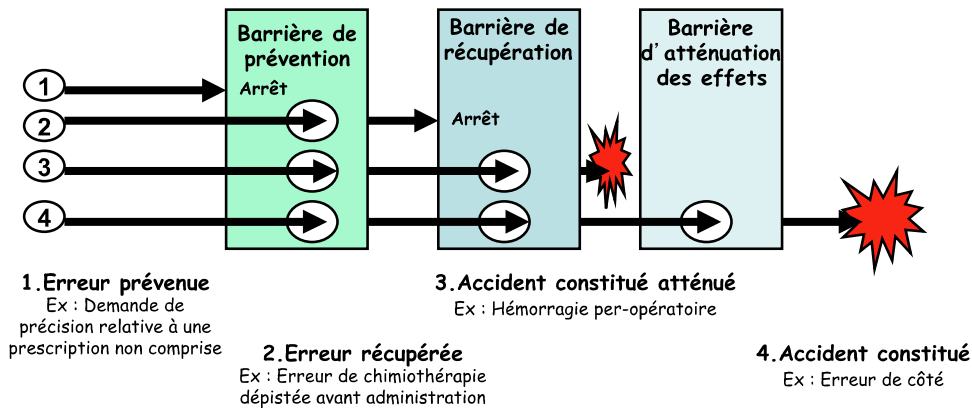 Barrière de
prévention
Barrière de
récupération
Barrière
d'atténuation
des effets
1
Arrêt
2
Arrêt
3
4
1.Erreur prévenue
Ex : Demande de
précision relative à une
prescription non comprise
2.Erreur récupérée
Ex : Erreur de chimiothérapie
dépistée avant administration
3.Accident constitué atténué
Ex : Hémorragie per-opératoire
4.Accident constitué
Ex : Erreur de côté